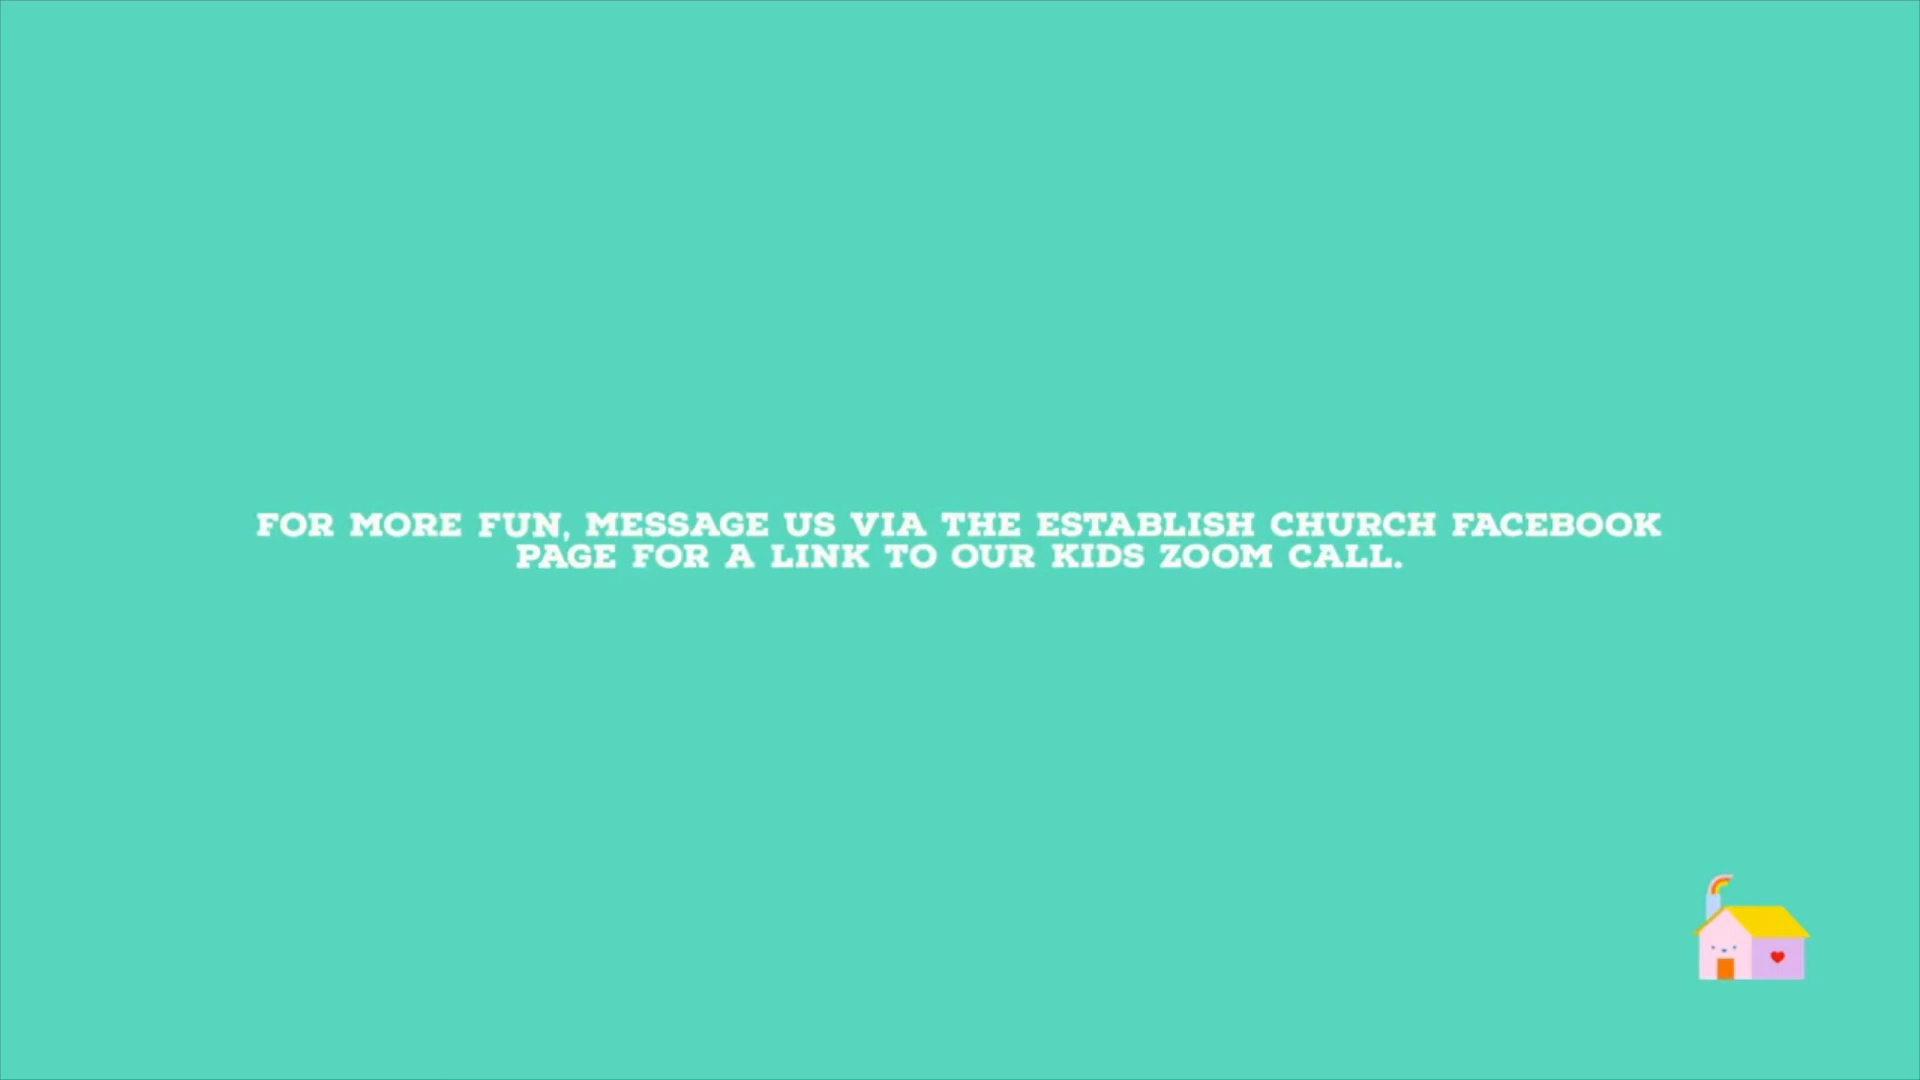 FOR MORE FUN, MESSAGE US VIA THE ESTABLISH CHURCH FACEBOOK
PAGE FOR A LINK TO OUR KIDS ZOOM CALL.